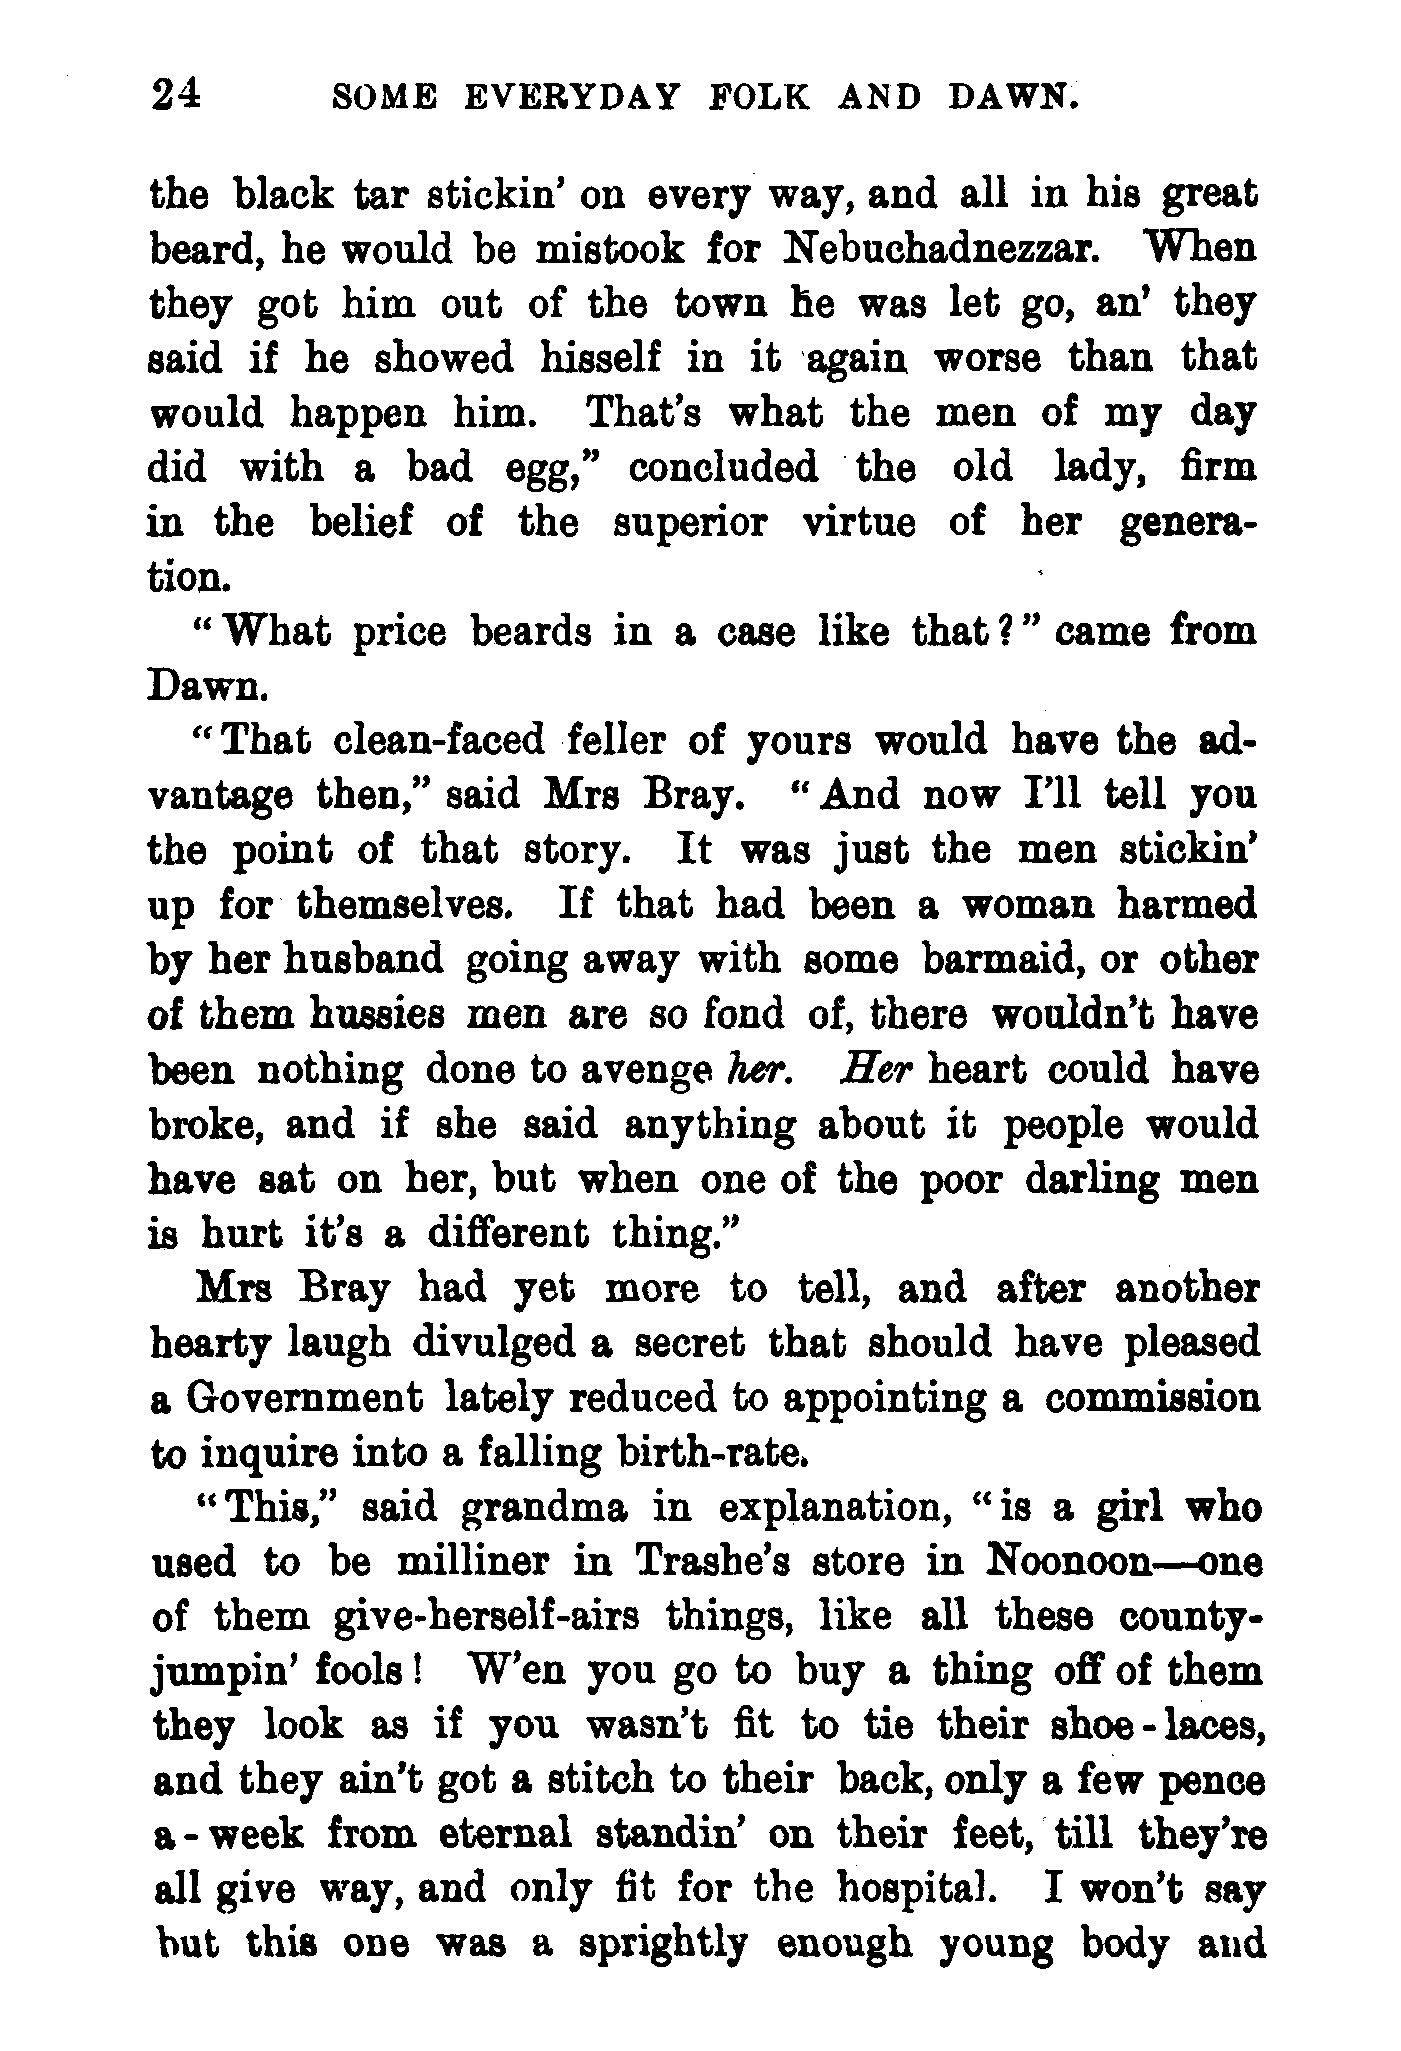 24 SOME EVERYDAY FOLK AND DAWN.
the black tar stickin’ on every way, and all in his great
beard, he would be mistook for Nebuchadnezzar. When
they got him out of the town he was let go, an’ they
said if he showed hisself in it again worse than that
would happen him. That’s what the men of my day
did with a bad egg,” concluded the old lady, firm
in the belief of the superior virtue of her genera-
tion.
“What price beards in a case like that?” came from
Dawn.
“That clean-faced feller of yours would have the ad-
vantage then,” said Mrs Bray. “And now I’ll tell you
the point of that story. It was just the men stickin’
up for themselves. If that had been a woman harmed
by her husband going away with some barmaid, or other
of them hussies men are so fond of, there wouldn’t have
been nothing done to avenge her. Her heart could have
broke, and if she said anything about it people would
have sat on her, but when one of the poor darling men
is hurt it’s a different thing.”
Mrs Bray had yet more to tell, and after another
hearty laugh divulged a secret that should have pleased
a Government lately reduced to appointing a commission
to inquire into a falling birth-rate.
“This,” said grandma in explanation, “is a girl who
used to be milliner in Trashe’s store in Noonoon—one
of them give-herself-airs things, like all these county-
jumpin’ fools! W’en you go to buy a thing off of them
they look as if you wasn’t fit to tie their shoe-laces,
and they ain’t got a stitch to their back, only a few pence
a-week from eternal standin’ on their feet, till they’re
all give way, and only fit for the hospital. I won’t say
but this one was a sprightly enough young body and